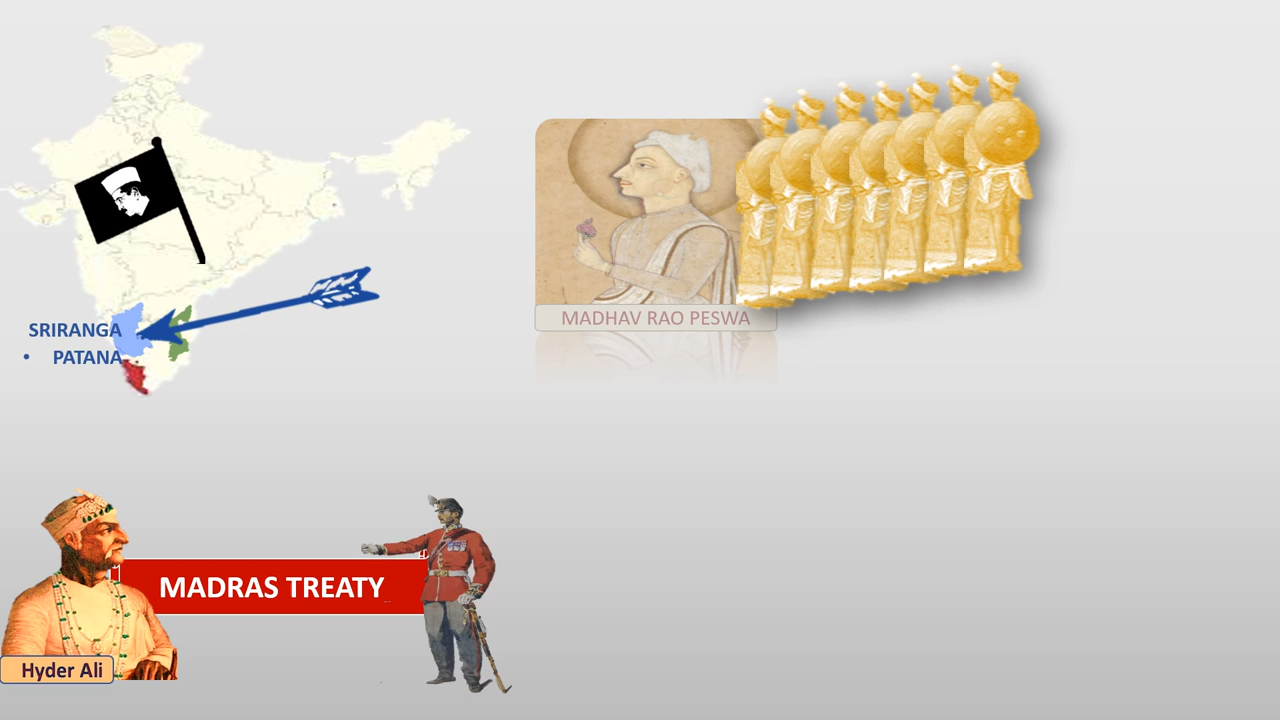 SRIRANGA
• PATANA
MADHAV RAO PESWA
MADRAS TREATY
Hyder Ali